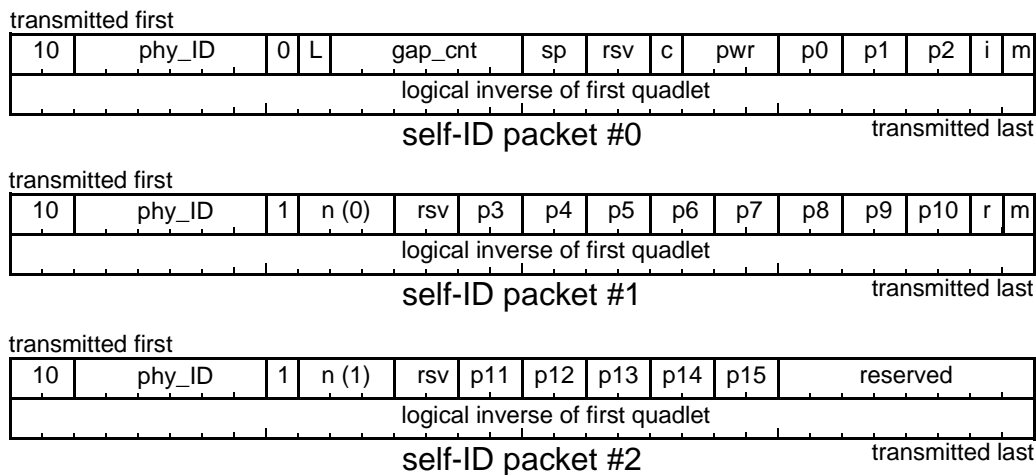 transmitted first
10 phy_ID 0 L gap_cnt sp rsv c pwr p0 p1 p2 i m
logical inverse of first quadlet
self-ID packet #0 transmitted last
transmitted first
10 phy_ID 1 n (0) rsv p3 p4 p5 p6 p7 p8 p9 p10 r m
logical inverse of first quadlet
self-ID packet #1 transmitted last
transmitted first
10 phy_ID 1 n (1) rsv p11 p12 p13 p14 p15 reserved
logical inverse of first quadlet
self-ID packet #2 transmitted last